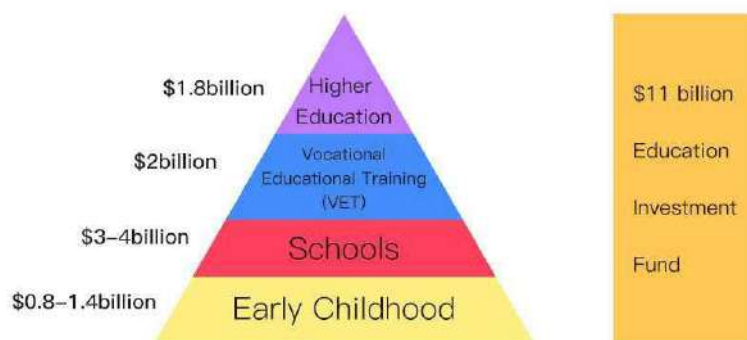 $1.8billion
Higher
Education
$2billion
Vocational
Educational Training
(VET)
$3-4billion
Schools
$0.8-1.4billion
Early Childhood
$11 billion
Education
Investment
Fund